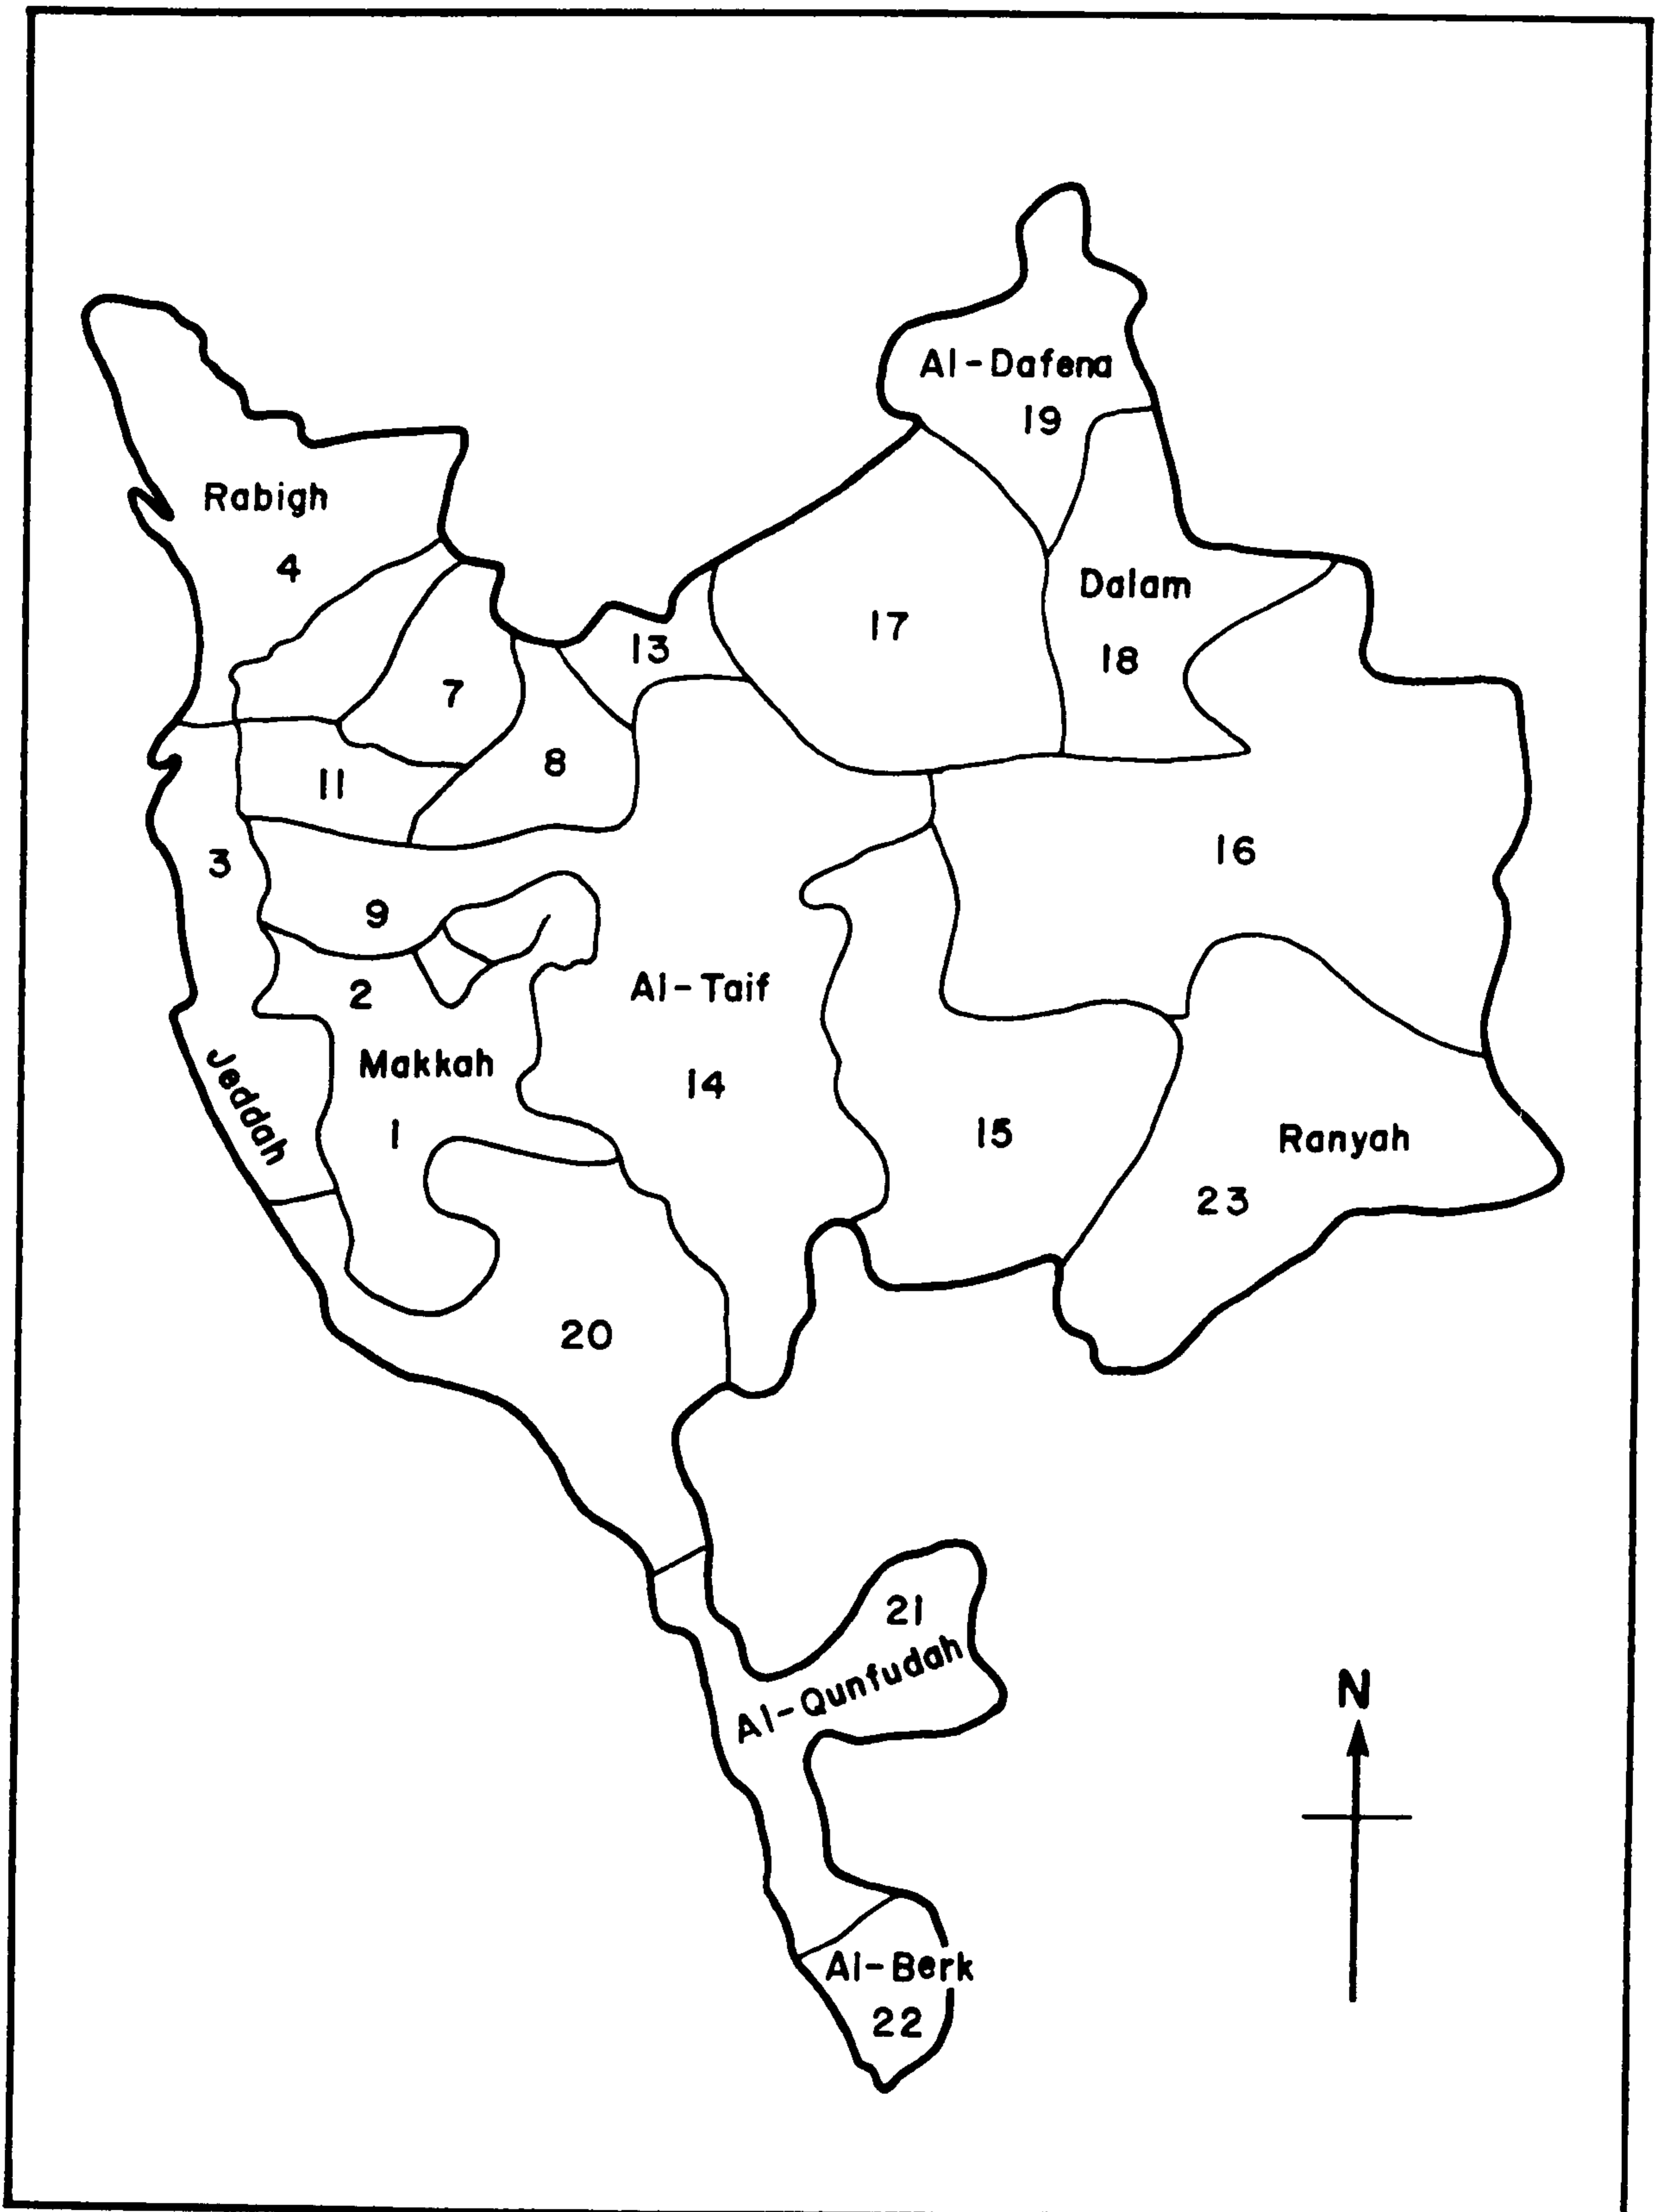 Al-Dafena
19
Rabigh
4
Dalam
18
17
13
7
8
11
3
9
16
2
Al-Taif
14
Jeddah
Makkah
1
15
Ranyah
23
20
21
Al-Qunfudah
N
Al-Berk
22